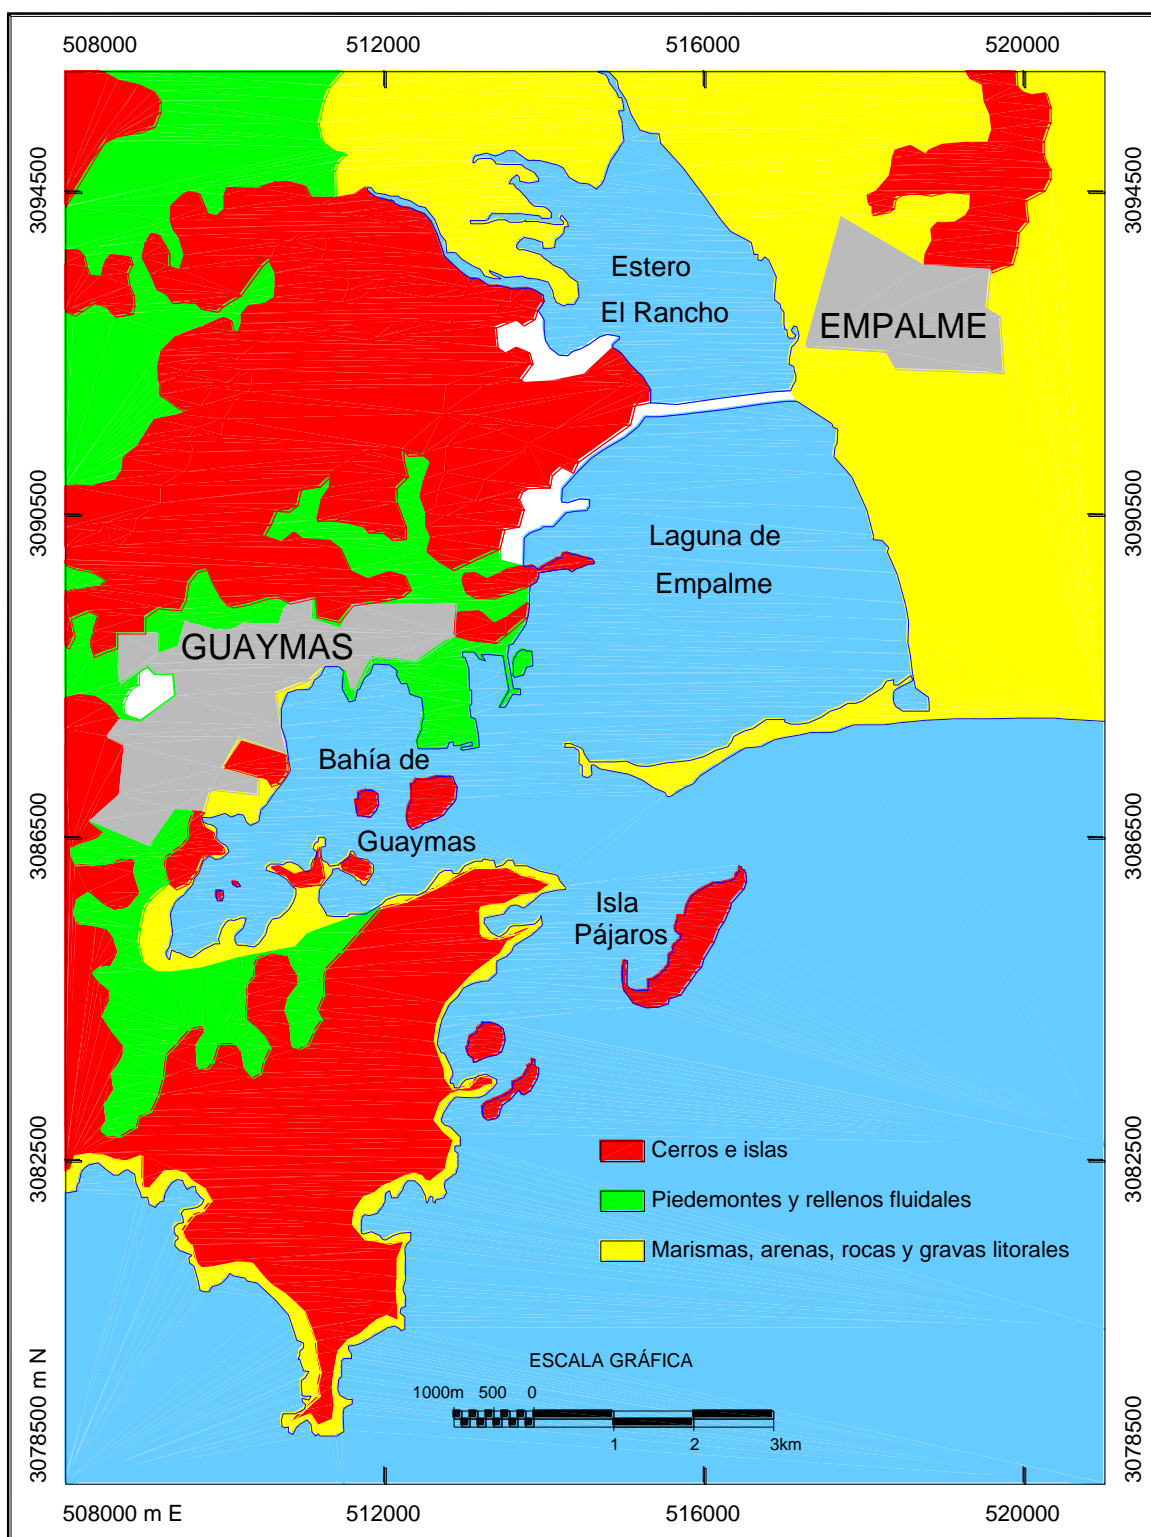 508000
512000
516000
520000
3094500
3094500
Estero
El Rancho
EMPALME
3090500
3090500
Laguna de
Empalme
GUAYMAS
Bahía de
Guaymas
3086500
3086500
Isla
Pájaros
3082500
3082500
Cerros e islas
Piedemontes y rellenos fluidales
Marismas, arenas, rocas y gravas litorales
ESCALA GRÁFICA
1000m 500 0
1 2 3km
3078500 m N
3078500
508000 m E
512000
516000
520000